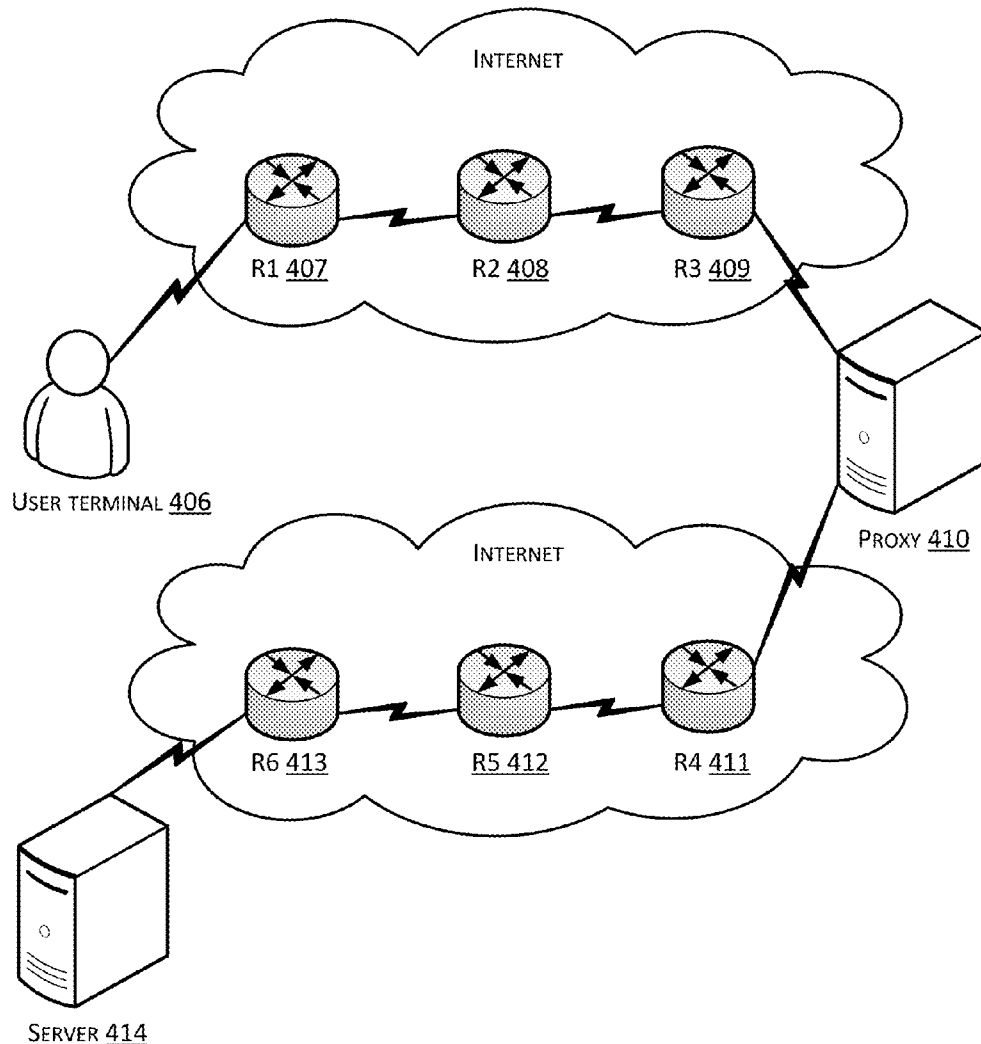 INTERNET
R1 407
R2 408
R3 409
USER TERMINAL 406
PROXY 410
INTERNET
R6 413
R5 412
R4 411
SERVER 414